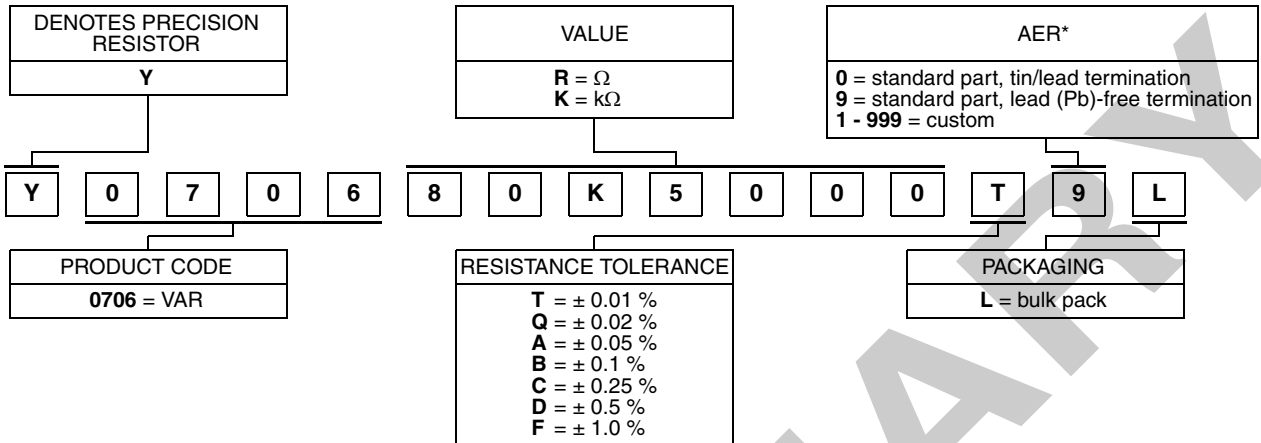 DENOTES PRECISION
RESISTOR
Y
VALUE
R = Ω
K = kΩ
AER*
0 = standard part, tin/lead termination
9 = standard part, lead (Pb)-free termination
1 - 999 = custom
Y 0 7 0 6 8 0 K 5 0 0 0 T 9 L
PRODUCT CODE
0706 = VAR
RESISTANCE TOLERANCE
T = ± 0.01 %
Q = ± 0.02 %
A = ± 0.05 %
B = ± 0.1 %
C = ± 0.25 %
D = ± 0.5 %
F = ± 1.0 %
PACKAGING
L = bulk pack
ARY